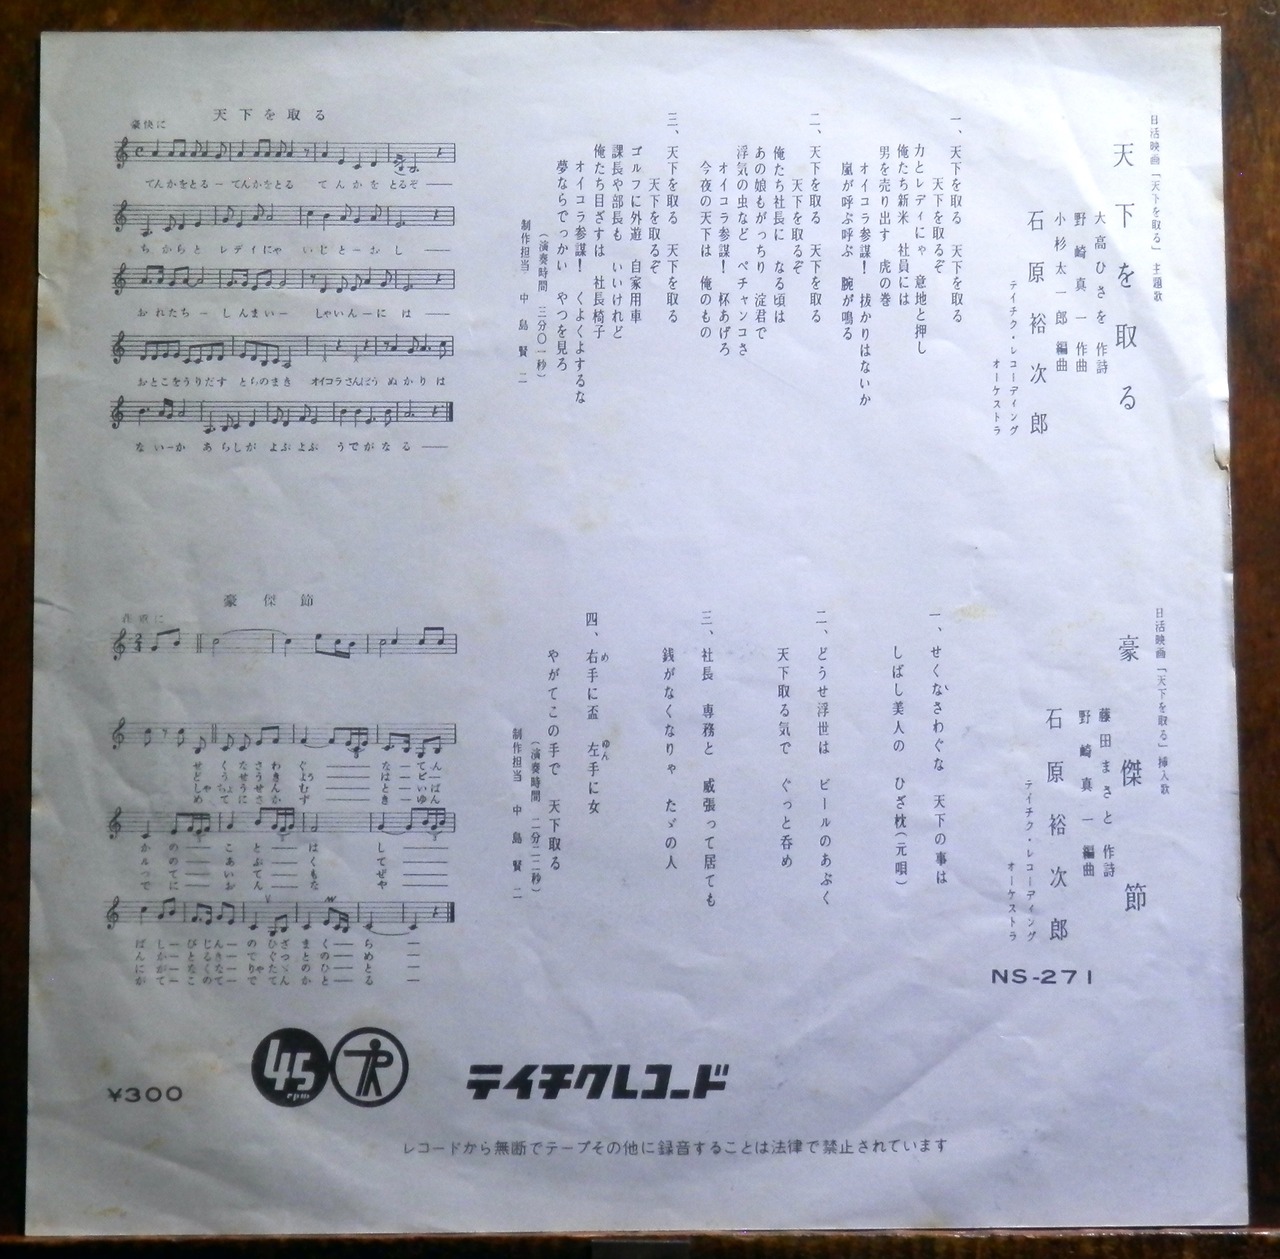 日活映画「天下を取る」主題歌
天下を取る
大高ひさを 作詩
野崎真一 作曲
小杉太一郎 編曲
石原裕次郎
テイチク・レコーディング
オーケストラ
一、天下を取る 天下を取る
天下を取るぞ
力とレディにゃ 意地と押し
俺たち新米 社員には
男を売り出す 虎の巻
オイコラ参謀! 抜かりはないか
嵐が呼ぶ呼ぶ 腕が鳴る
二、天下を取る 天下を取る
天下を取るぞ
俺たち社長に なる頃は
あの娘もがっちり 淀君で
浮気の虫など ペチャンコさ
オイコラ参謀! 杯あげろ
今夜の天下は 俺のもの
三、天下を取る 天下を取る
天下を取るぞ
ゴルフに外遊 自家用車
課長や部長も いいけれど
俺たち目ざすは 社長椅子
オイコラ参謀! くよくよするな
夢ならでっかい やつを見ろ
(演奏時間 三分〇一秒)
制作担当 中島賢二
天下を取る
豪快に
てんかをとるーてんかをとる てんかを とるぞ
ちからと レディにゃ いじとーおし
おれたちー しんまいー しゃいんーには
おとこをうりだす とらのまき オイコラさんぼう ぬかりは
ないーか あらしが よぶよぶ うでがなる
日活映画「天下を取る」挿入歌
豪傑節
藤田まさと 作詩
野崎真一 編曲
石原裕次郎
テイチク・レコーディング
オーケストラ
NS-271
一、せくなさわぐな 天下の事は
しばし美人の ひざ枕(元唄)
二、どうせ浮世は ビールのあぶく
天下取る気で ぐっと呑め
三、社長 専務と 威張って居ても
銭がなくなりゃ たゞの人
四、右手に盃 左手に女
め
ゆん
やがてこの手で 天下取る
(演奏時間 二分二二秒)
制作担当 中島賢二
豪傑節
ばしーびじんーのひざまくーらー
¥300
45
rpm
テイチクレコード
レコードから無断でテープその他に録音することは法律で禁止されています